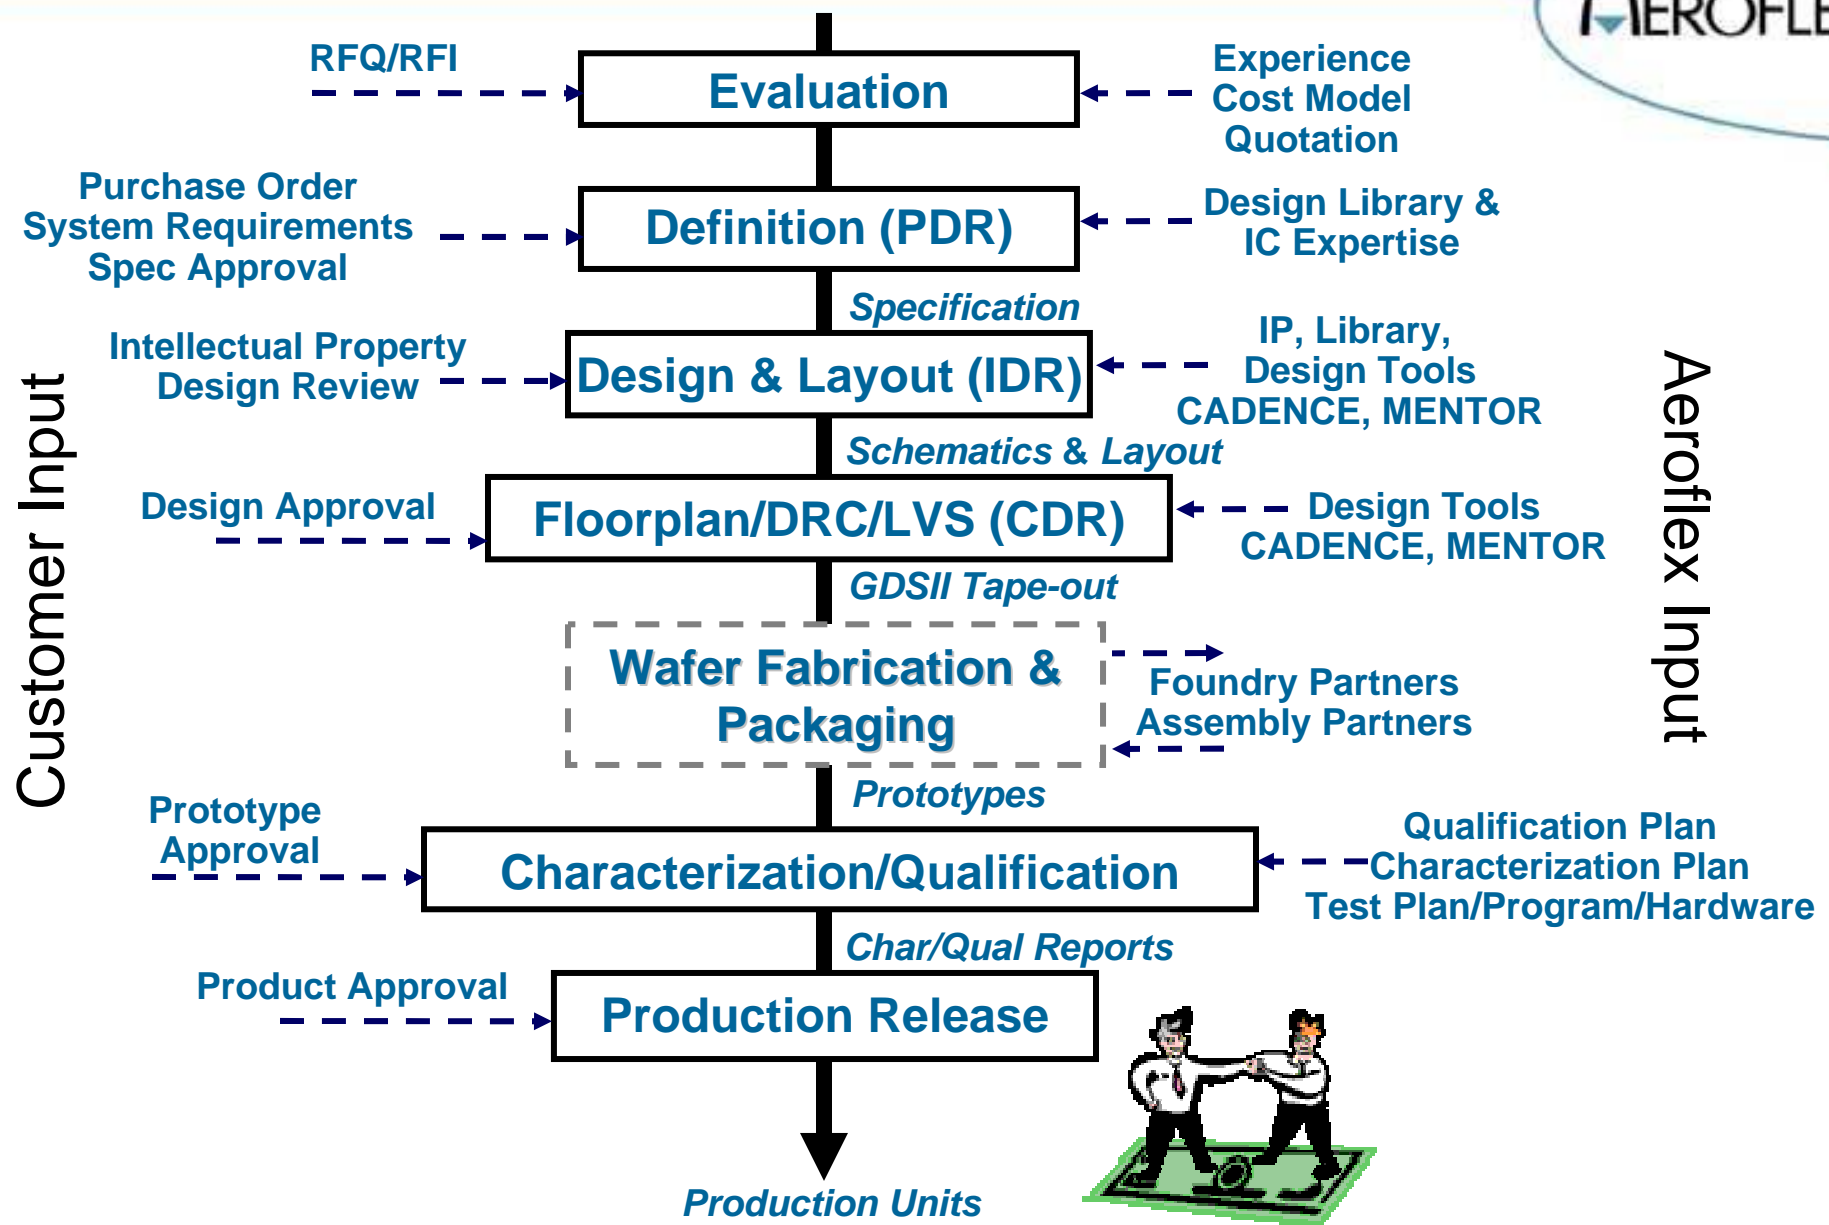 AEROFLE
RFQ/RFI
Evaluation
Experience
Cost Model
Quotation
Purchase Order
System Requirements
Spec Approval
Definition (PDR)
Design Library &
IC Expertise
Specification
Intellectual Property
Design Review
Design & Layout (IDR)
IP, Library,
Design Tools
CADENCE, MENTOR
Schematics & Layout
Design Approval
Floorplan/DRC/LVS (CDR)
Design Tools
CADENCE, MENTOR
GDSII Tape-out
Customer Input
Aeroflex Input
Wafer Fabrication &
Packaging
Foundry Partners
Assembly Partners
Prototypes
Prototype
Approval
Characterization/Qualification
Qualification Plan
Characterization Plan
Test Plan/Program/Hardware
Char/Qual Reports
Product Approval
Production Release
Production Units